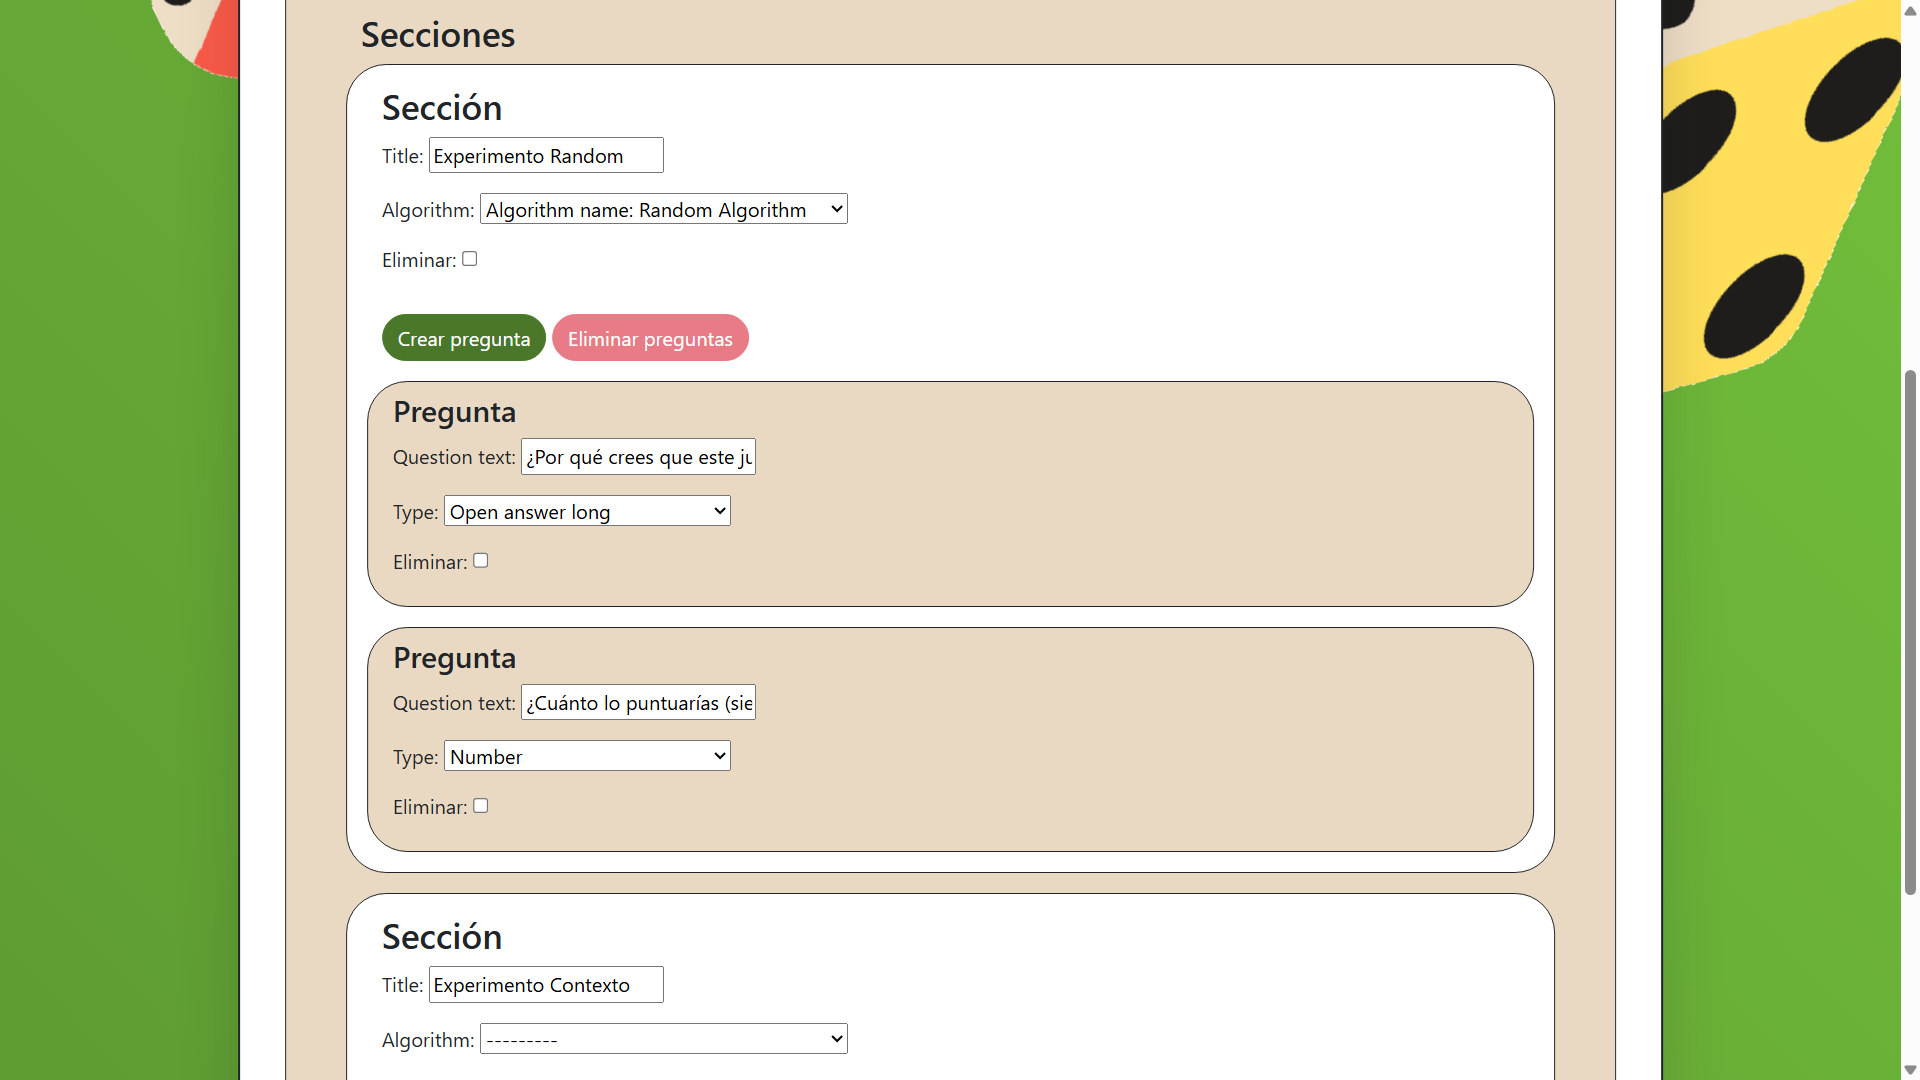 Secciones
Sección
Title: Experimento Random
Algorithm: Algorithm name: Random Algorithm
Eliminar:
Crear pregunta Eliminar preguntas
Pregunta
Question text: ¿Por qué crees que este ju
Type: Open answer long
Eliminar:
Pregunta
Question text: ¿Cuánto lo puntuarías (sie
Type: Number
Eliminar:
Sección
Title: Experimento Contexto
Algorithm: ---------